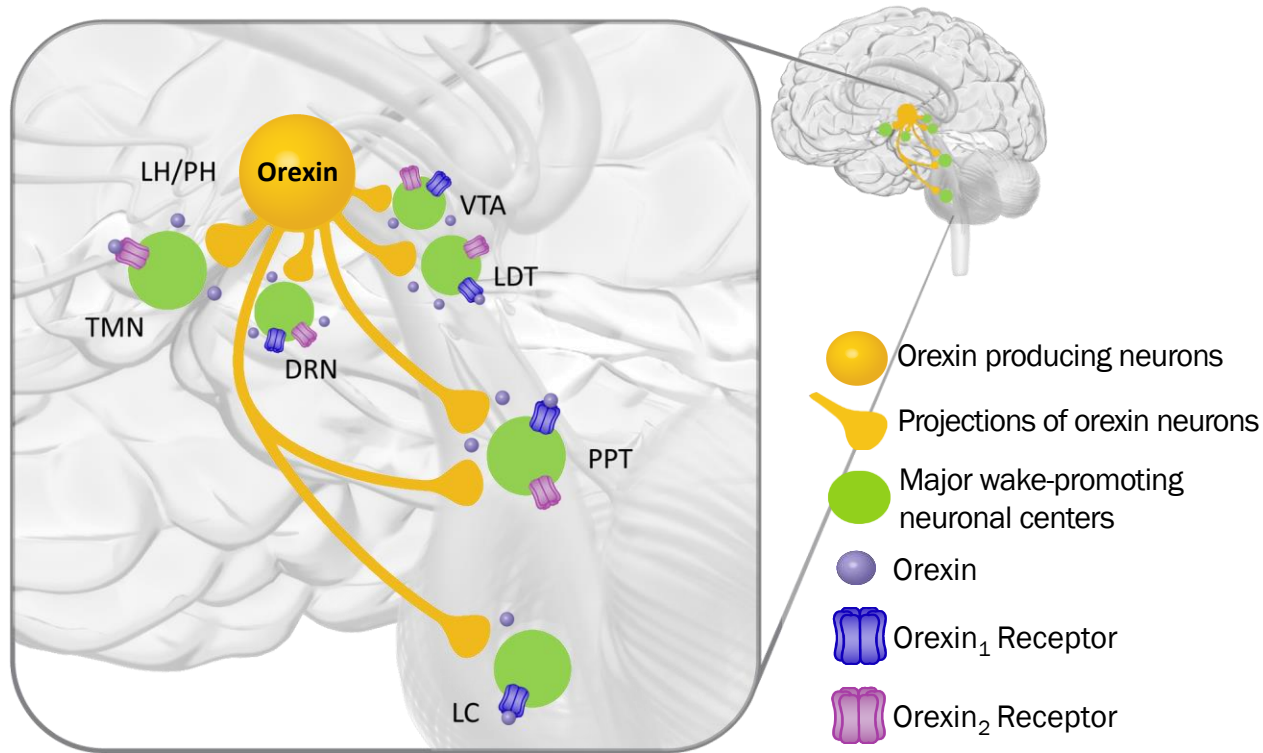 LH/PH
Orexin
VTA
LDT
TMN
DRN
PPT
LC
Orexin producing neurons
Projections of orexin neurons
Major wake-promoting
neuronal centers
Orexin
Orexin₁ Receptor
Orexin₂ Receptor